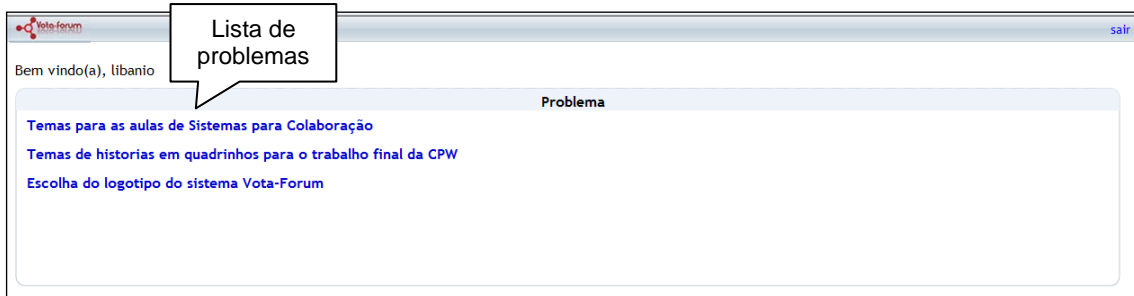 Vota-forum
Lista de
problemas
sair
Bem vindo(a), libanio
Problema
Temas para as aulas de Sistemas para Colaboração
Temas de historias em quadrinhos para o trabalho final da CPW
Escolha do logotipo do sistema Vota-Forum